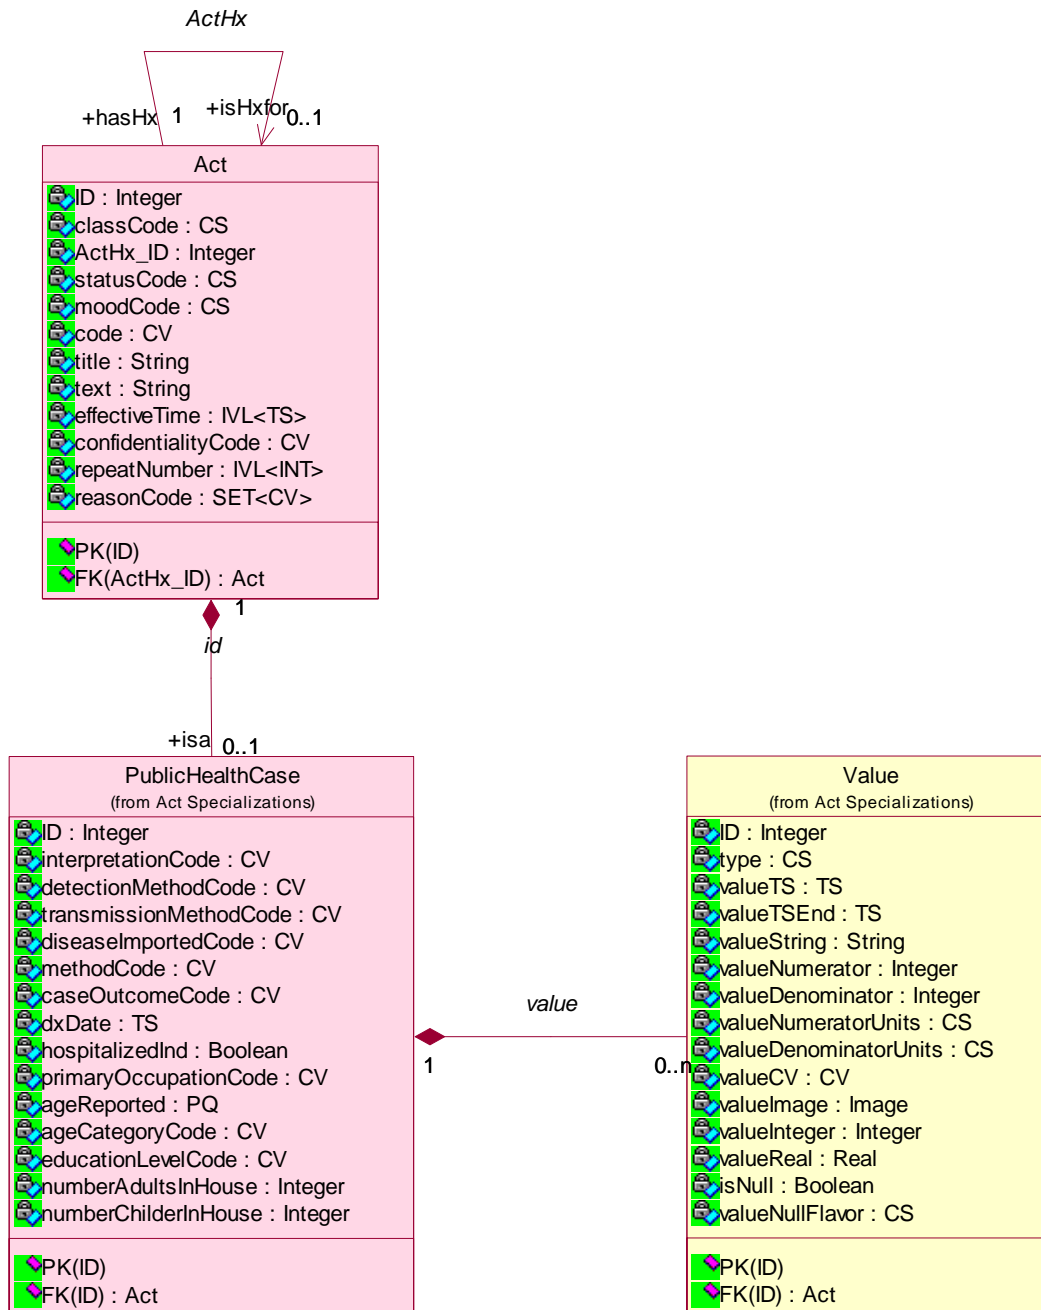 ActHx
+hasHx 1 +isHxfor 0..1
Act
ID : Integer
classCode : CS
ActHx_ID : Integer
statusCode : CS
moodCode : CS
code : CV
title : String
text : String
effectiveTime : IVL<TS>
confidentialityCode : CV
repeatNumber : IVL<INT>
reasonCode : SET<CV>
PK(ID)
FK(ActHx_ID) : Act
1
id
+isa 0..1
PublicHealthCase
(from Act Specializations)
ID : Integer
interpretationCode : CV
detectionMethodCode : CV
transmissionMethodCode : CV
diseaseImportedCode : CV
methodCode : CV
caseOutcomeCode : CV
dxDate : TS
hospitalizedInd : Boolean
primaryOccupationCode : CV
ageReported : PQ
ageCategoryCode : CV
educationLevelCode : CV
numberAdultsInHouse : Integer
numberChilderInHouse : Integer
PK(ID)
FK(ID) : Act
value
1 0..n
Value
(from Act Specializations)
ID : Integer
type : CS
valueTS : TS
valueTSEnd : TS
valueString : String
valueNumerator : Integer
valueDenominator : Integer
valueNumeratorUnits : CS
valueDenominatorUnits : CS
valueCV : CV
valueImage : Image
valueInteger : Integer
valueReal : Real
isNull : Boolean
valueNullFlavor : CS
PK(ID)
FK(ID) : Act